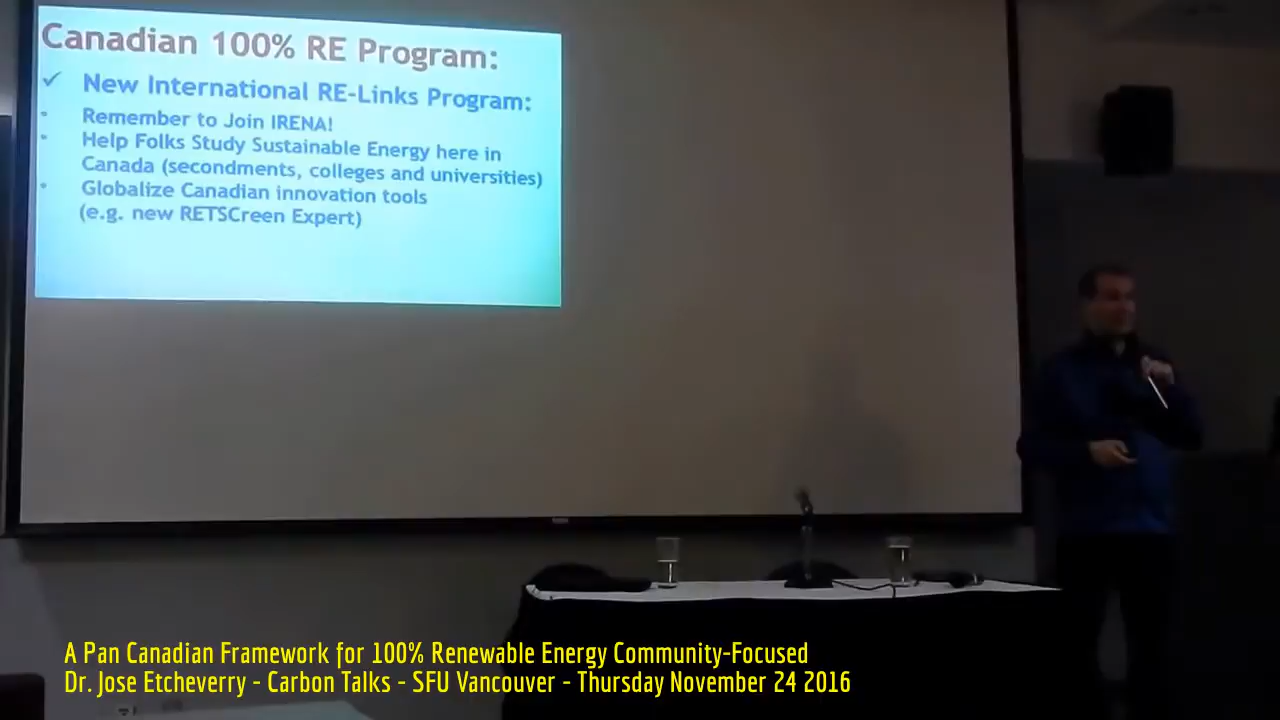 Canadian 100% RE Program:
✓ New International RE-Links Program:
- Remember to Join IRENA!
- Help Folks Study Sustainable Energy here in
Canada (secondments, colleges and universities)
- Globalize Canadian innovation tools
(e.g. new RETSCreen Expert)
A Pan Canadian Framework for 100% Renewable Energy Community-Focused
Dr. Jose Etcheverry - Carbon Talks - SFU Vancouver - Thursday November 24 2016